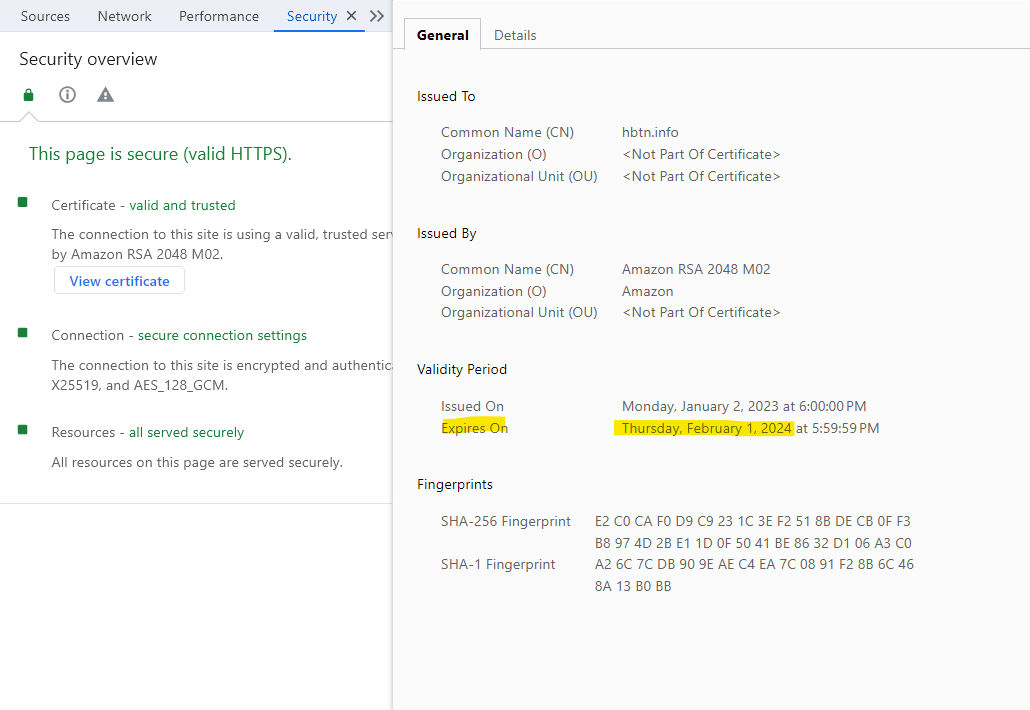 Sources Network Performance Security
Security overview
This page is secure (valid HTTPS).
Certificate - valid and trusted
The connection to this site is using a valid, trusted ser
by Amazon RSA 2048 M02.
View certificate
Connection - secure connection settings
The connection to this site is encrypted and authentic
X25519, and AES_128_GCM.
Resources - all served securely
All resources on this page are served securely.
General Details
Issued To
Common Name (CN) hbtn.info
Organization (O) <Not Part Of Certificate>
Organizational Unit (OU) <Not Part Of Certificate>
Issued By
Common Name (CN) Amazon RSA 2048 M02
Organization (O) Amazon
Organizational Unit (OU) <Not Part Of Certificate>
Validity Period
Issued On Monday, January 2, 2023 at 6:00:00 PM
Expires On Thursday, February 1, 2024 at 5:59:59 PM
Fingerprints
SHA-256 Fingerprint E2 C0 CA F0 D9 C9 23 1C 3E F2 51 8B DE CB 0F F3
B8 97 4D 2B E1 1D 0F 50 41 BE 86 32 D1 06 A3 C0
SHA-1 Fingerprint A2 6C 7C DB 90 9E AE C4 EA 7C 08 91 F2 8B 6C 46
8A 13 B0 BB